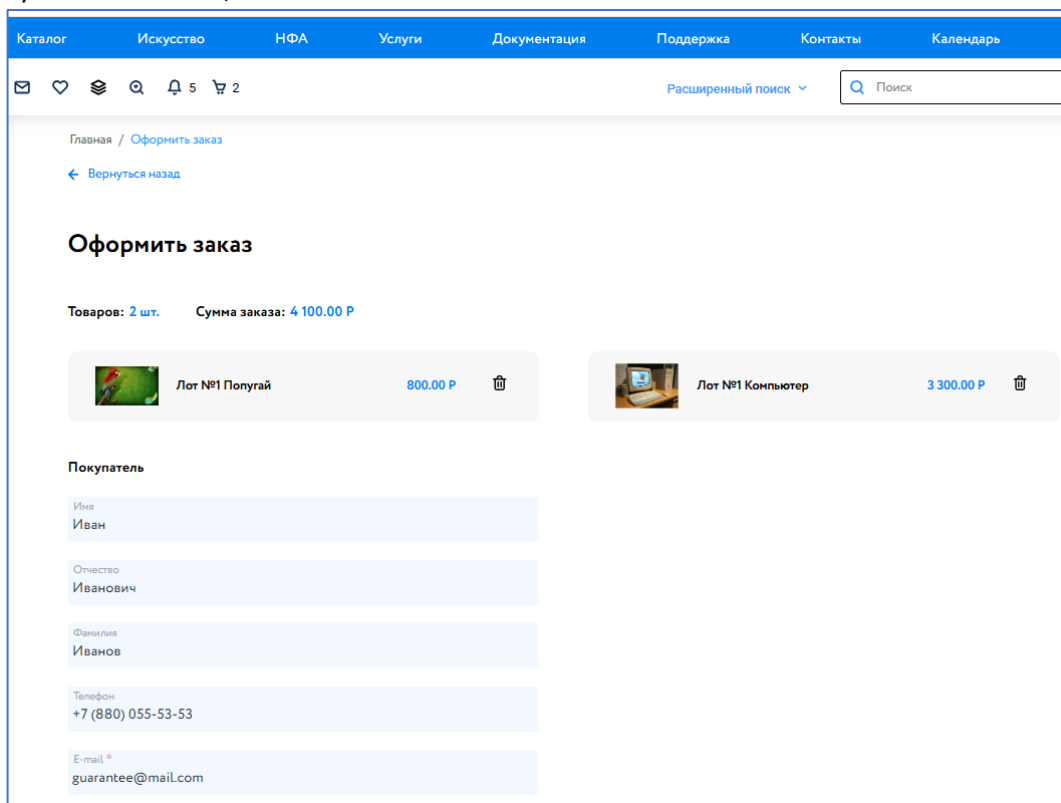 Каталог Искусство НФА Услуги Документация Поддержка Контакты Календарь
5 2 Расширенный поиск Поиск
Главная / Оформить заказ
Вернуться назад
Оформить заказ
Товаров: 2 шт. Сумма заказа: 4 100.00 Р
Лот №1 Попугай 800.00 Р Лот №1 Компьютер 3 300.00 Р
Покупатель
Имя
Иван
Отчество
Иванович
Фамилия
Иванов
Телефон
+7 (880) 055-53-53
E-mail *
guarantee@mail.com